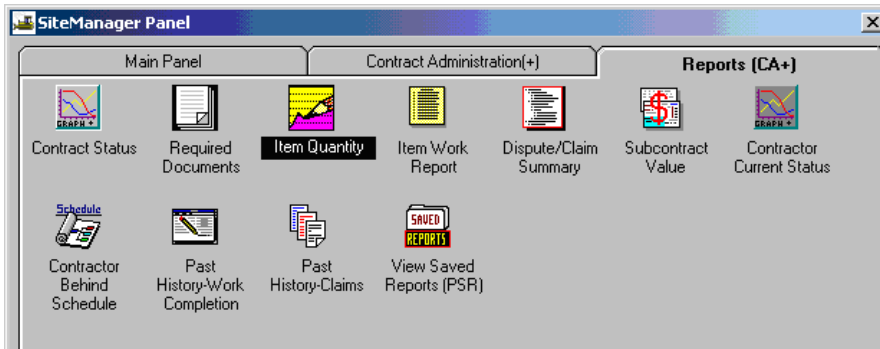 SiteManager Panel
Main Panel
Contract Administration(+)
Reports (CA+)
GRAPH +
GRAPH +
Contract Status
Required
Documents
Item Quantity
Item Work
Report
Dispute/Claim
Summary
Subcontract
Value
Contractor
Current Status
Schedule
SAVED
REPORTS
Contractor
Behind
Schedule
Past
History-Work
Completion
Past
History-Claims
View Saved
Reports (PSR)